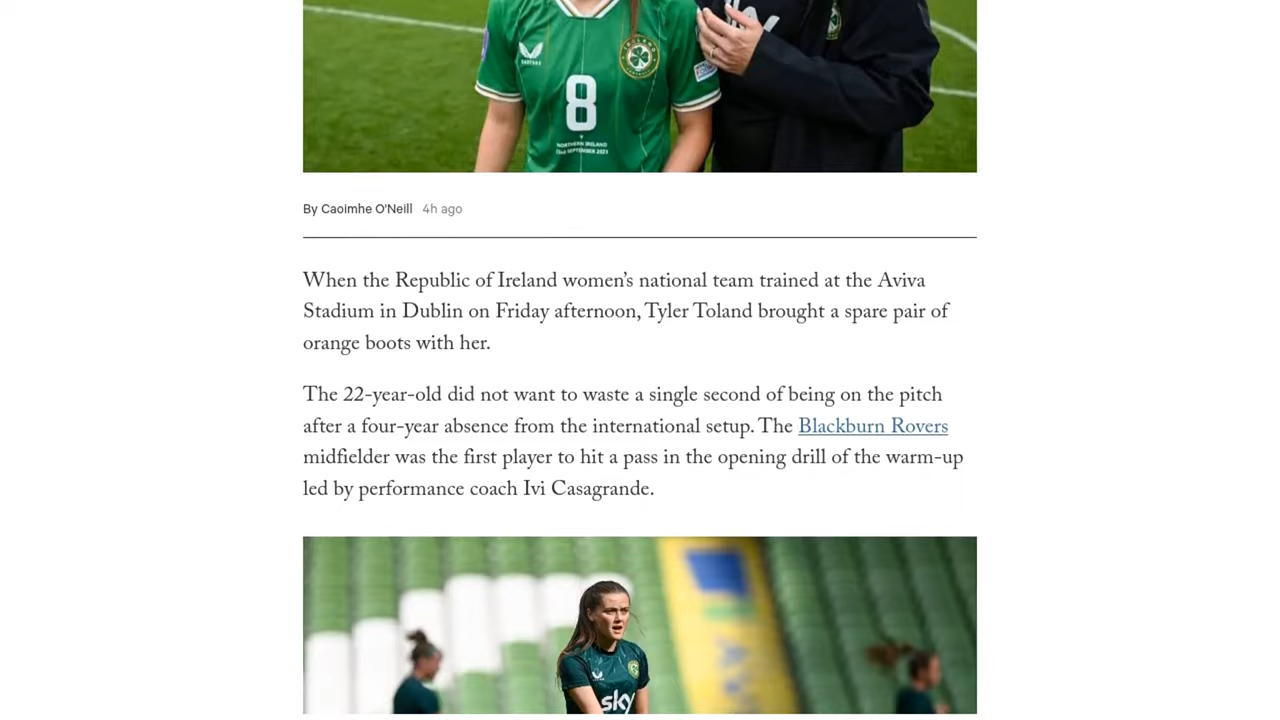 IRELAND
CASTORE
8
NORTHERN IRELAND
By Caoimhe O'Neill 4h ago
When the Republic of Ireland women’s national team trained at the Aviva
Stadium in Dublin on Friday afternoon, Tyler Toland brought a spare pair of
orange boots with her.
The 22-year-old did not want to waste a single second of being on the pitch
after a four-year absence from the international setup. The Blackburn Rovers
midfielder was the first player to hit a pass in the opening drill of the warm-up
led by performance coach Ivi Casagrande.
sky